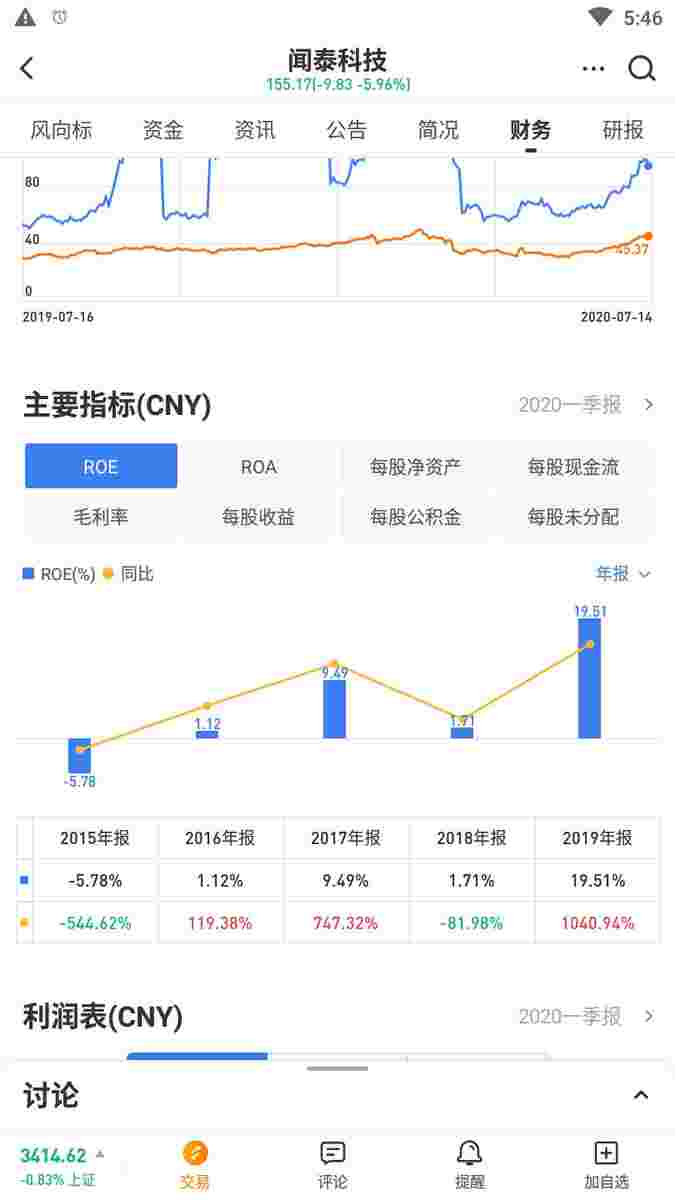 5:46
闻泰科技
155.17(-9.83 -5.96%)
风向标 资金 资讯 公告 简况 财务 研报
80
40
45.37
0
2019-07-16 2020-07-14
主要指标(CNY) 2020一季报
ROE ROA 每股净资产 每股现金流
毛利率 每股收益 每股公积金 每股未分配
ROE(%) 同比 年报
19.51
9.49
1.12 1.71
-5.78
2015年报 2016年报 2017年报 2018年报 2019年报
-5.78% 1.12% 9.49% 1.71% 19.51%
-544.62% 119.38% 747.32% -81.98% 1040.94%
利润表(CNY) 2020一季报
讨论
3414.62
-0.83% 上证
交易 评论 提醒 加自选